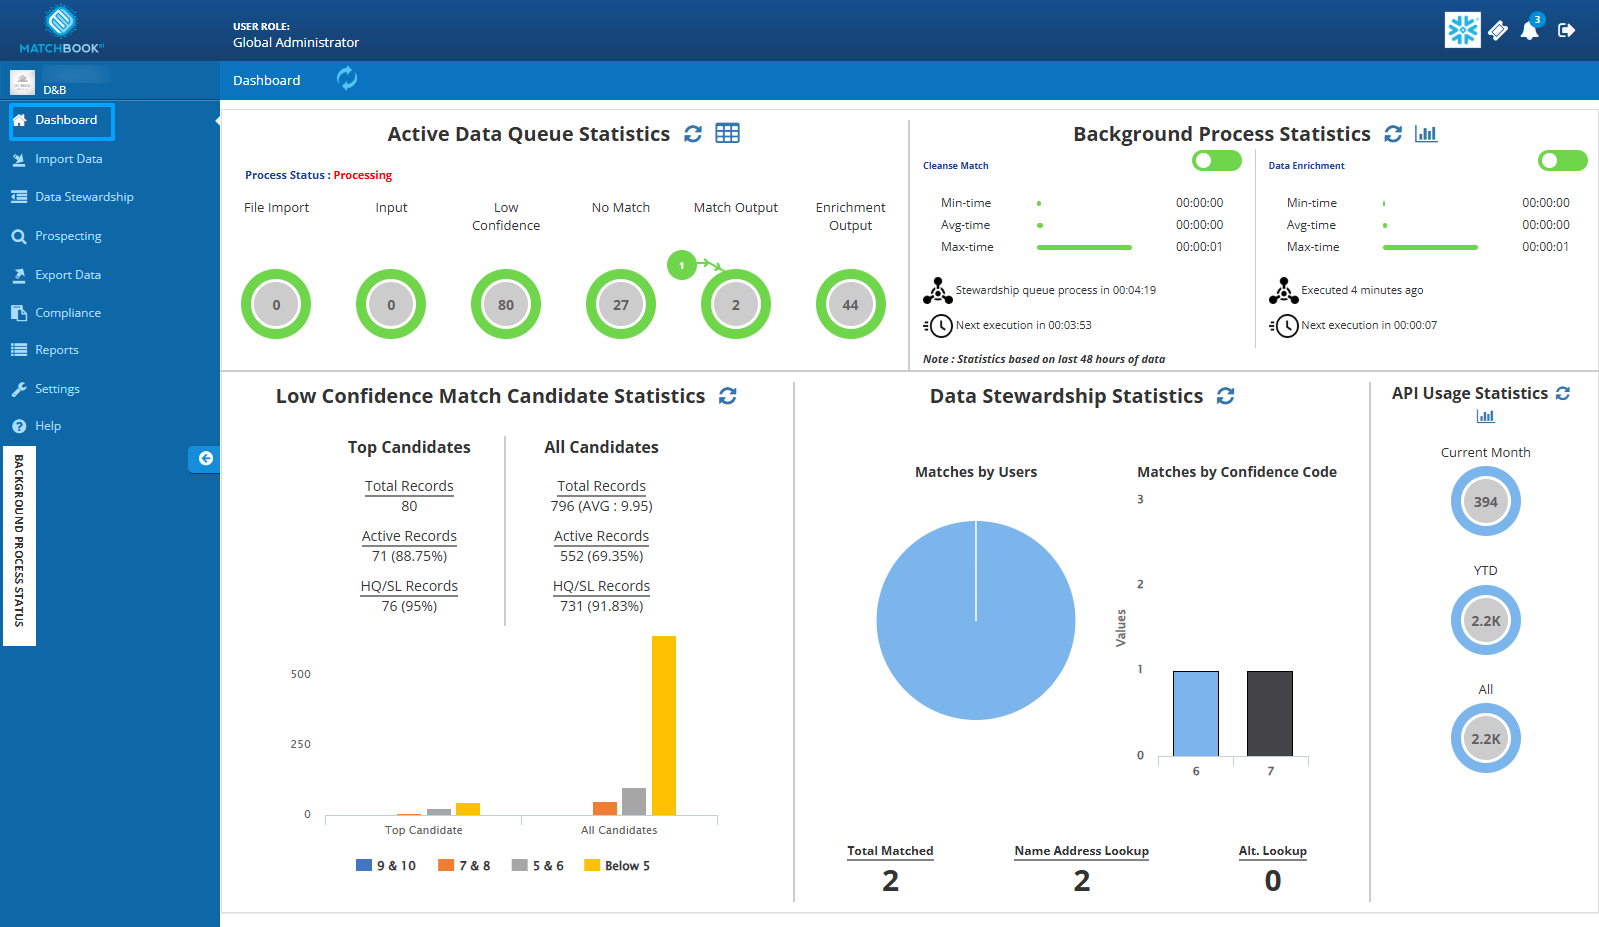 MATCHBOOK ai
USER ROLE:
Global Administrator
3
D&B
Dashboard
Dashboard
Import Data
Data Stewardship
Prospecting
Export Data
Compliance
Reports
Settings
Help
BACKGROUND PROCESS STATUS
Active Data Queue Statistics
Process Status : Processing
File Import
Input
Low
Confidence
No Match
Match Output
Enrichment
Output
1
0
0
80
27
2
44
Background Process Statistics
Cleanse Match
Min-time 00:00:00
Avg-time 00:00:00
Max-time 00:00:01
Stewardship queue process in 00:04:19
Next execution in 00:03:53
Note : Statistics based on last 48 hours of data
Data Enrichment
Min-time 00:00:00
Avg-time 00:00:00
Max-time 00:00:01
Executed 4 minutes ago
Next execution in 00:00:07
Low Confidence Match Candidate Statistics
Top Candidates
Total Records
80
Active Records
71 (88.75%)
HQ/SL Records
76 (95%)
All Candidates
Total Records
796 (AVG : 9.95)
Active Records
552 (69.35%)
HQ/SL Records
731 (91.83%)
500
250
0
Top Candidate
All Candidates
9 & 10
7 & 8
5 & 6
Below 5
Data Stewardship Statistics
Matches by Users
Matches by Confidence Code
3
2
1
0
Values
6
7
Total Matched
2
Name Address Lookup
2
Alt. Lookup
0
API Usage Statistics
Current Month
394
YTD
2.2K
All
2.2K